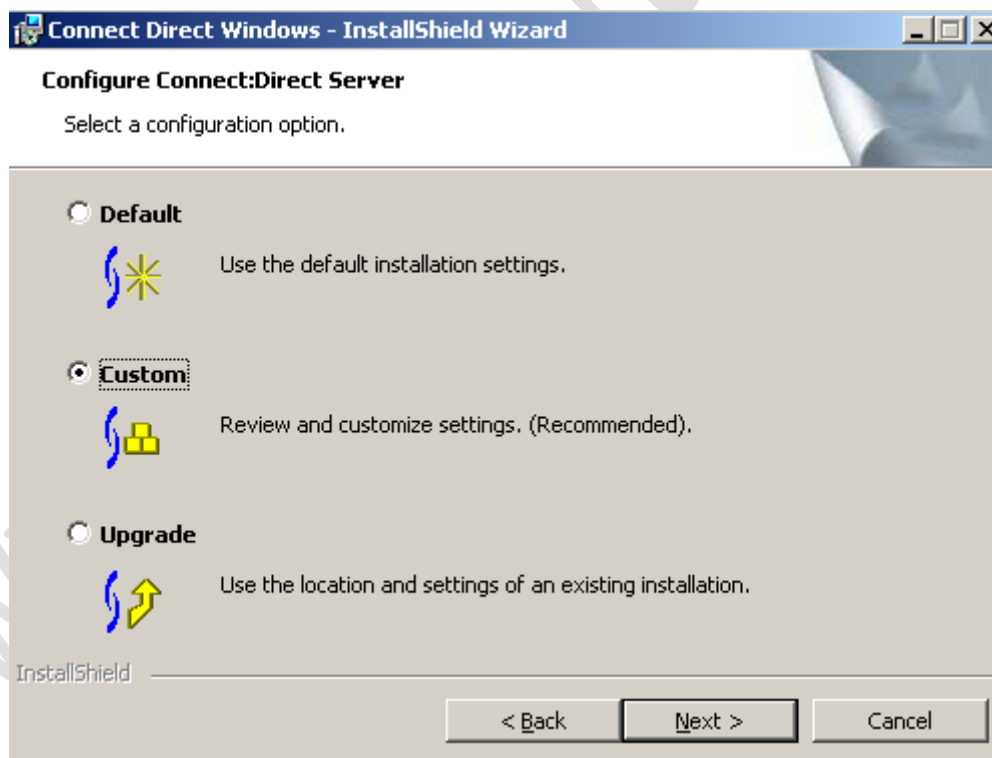 Connect Direct Windows - InstallShield Wizard
Configure Connect:Direct Server
Select a configuration option.
Default
Use the default installation settings.
Custom
Review and customize settings. (Recommended).
Upgrade
Use the location and settings of an existing installation.
InstallShield
< Back
Next >
Cancel